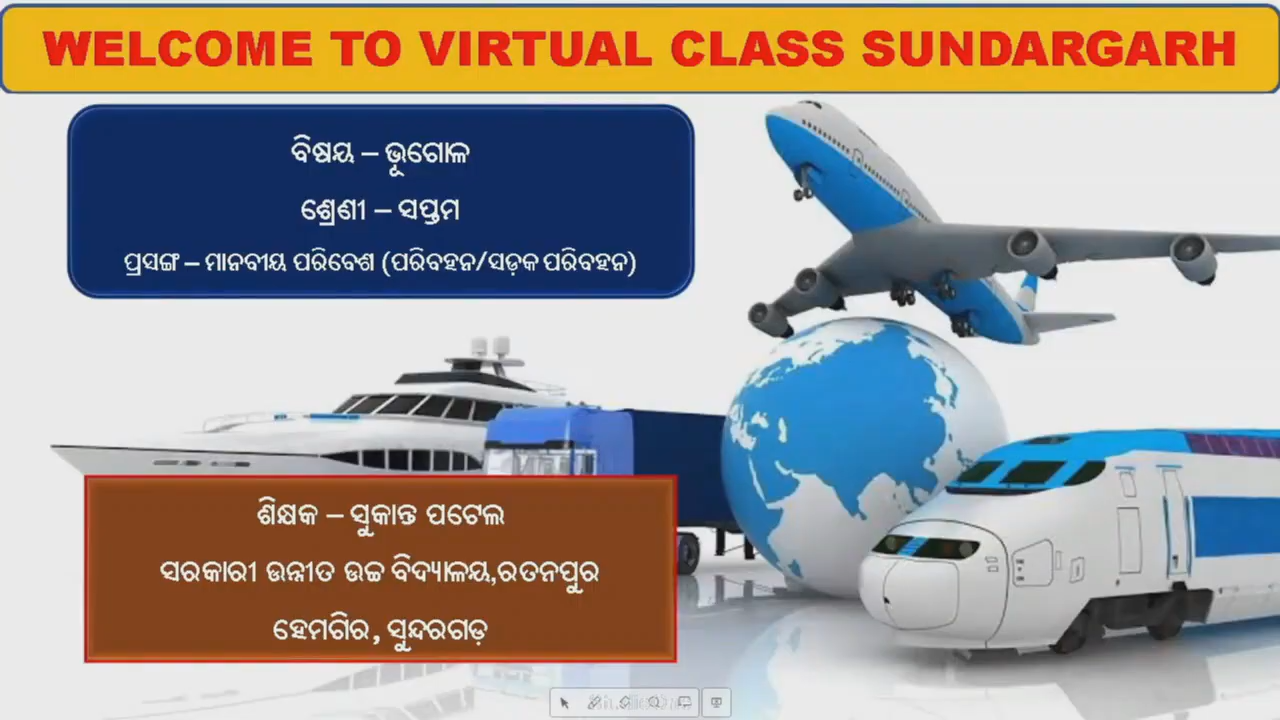 WELCOME TO VIRTUAL CLASS SUNDARGARH
ବିଷୟ – ଭୂଗୋଳ
ଶ୍ରେଣୀ – ସପ୍ତମ
ପ୍ରସଙ୍ଗ – ମାନବୀୟ ପରିବେଶ (ପରିବହନ/ସଡ଼କ ପରିବହନ)
ଶିକ୍ଷକ – ସୁକାନ୍ତ ପଟେଲ
ସରକାରୀ ଉନ୍ନୀତ ଉଚ୍ଚ ବିଦ୍ୟାଳୟ,ରତନପୁର
ହେମଗିର, ସୁନ୍ଦରଗଡ଼